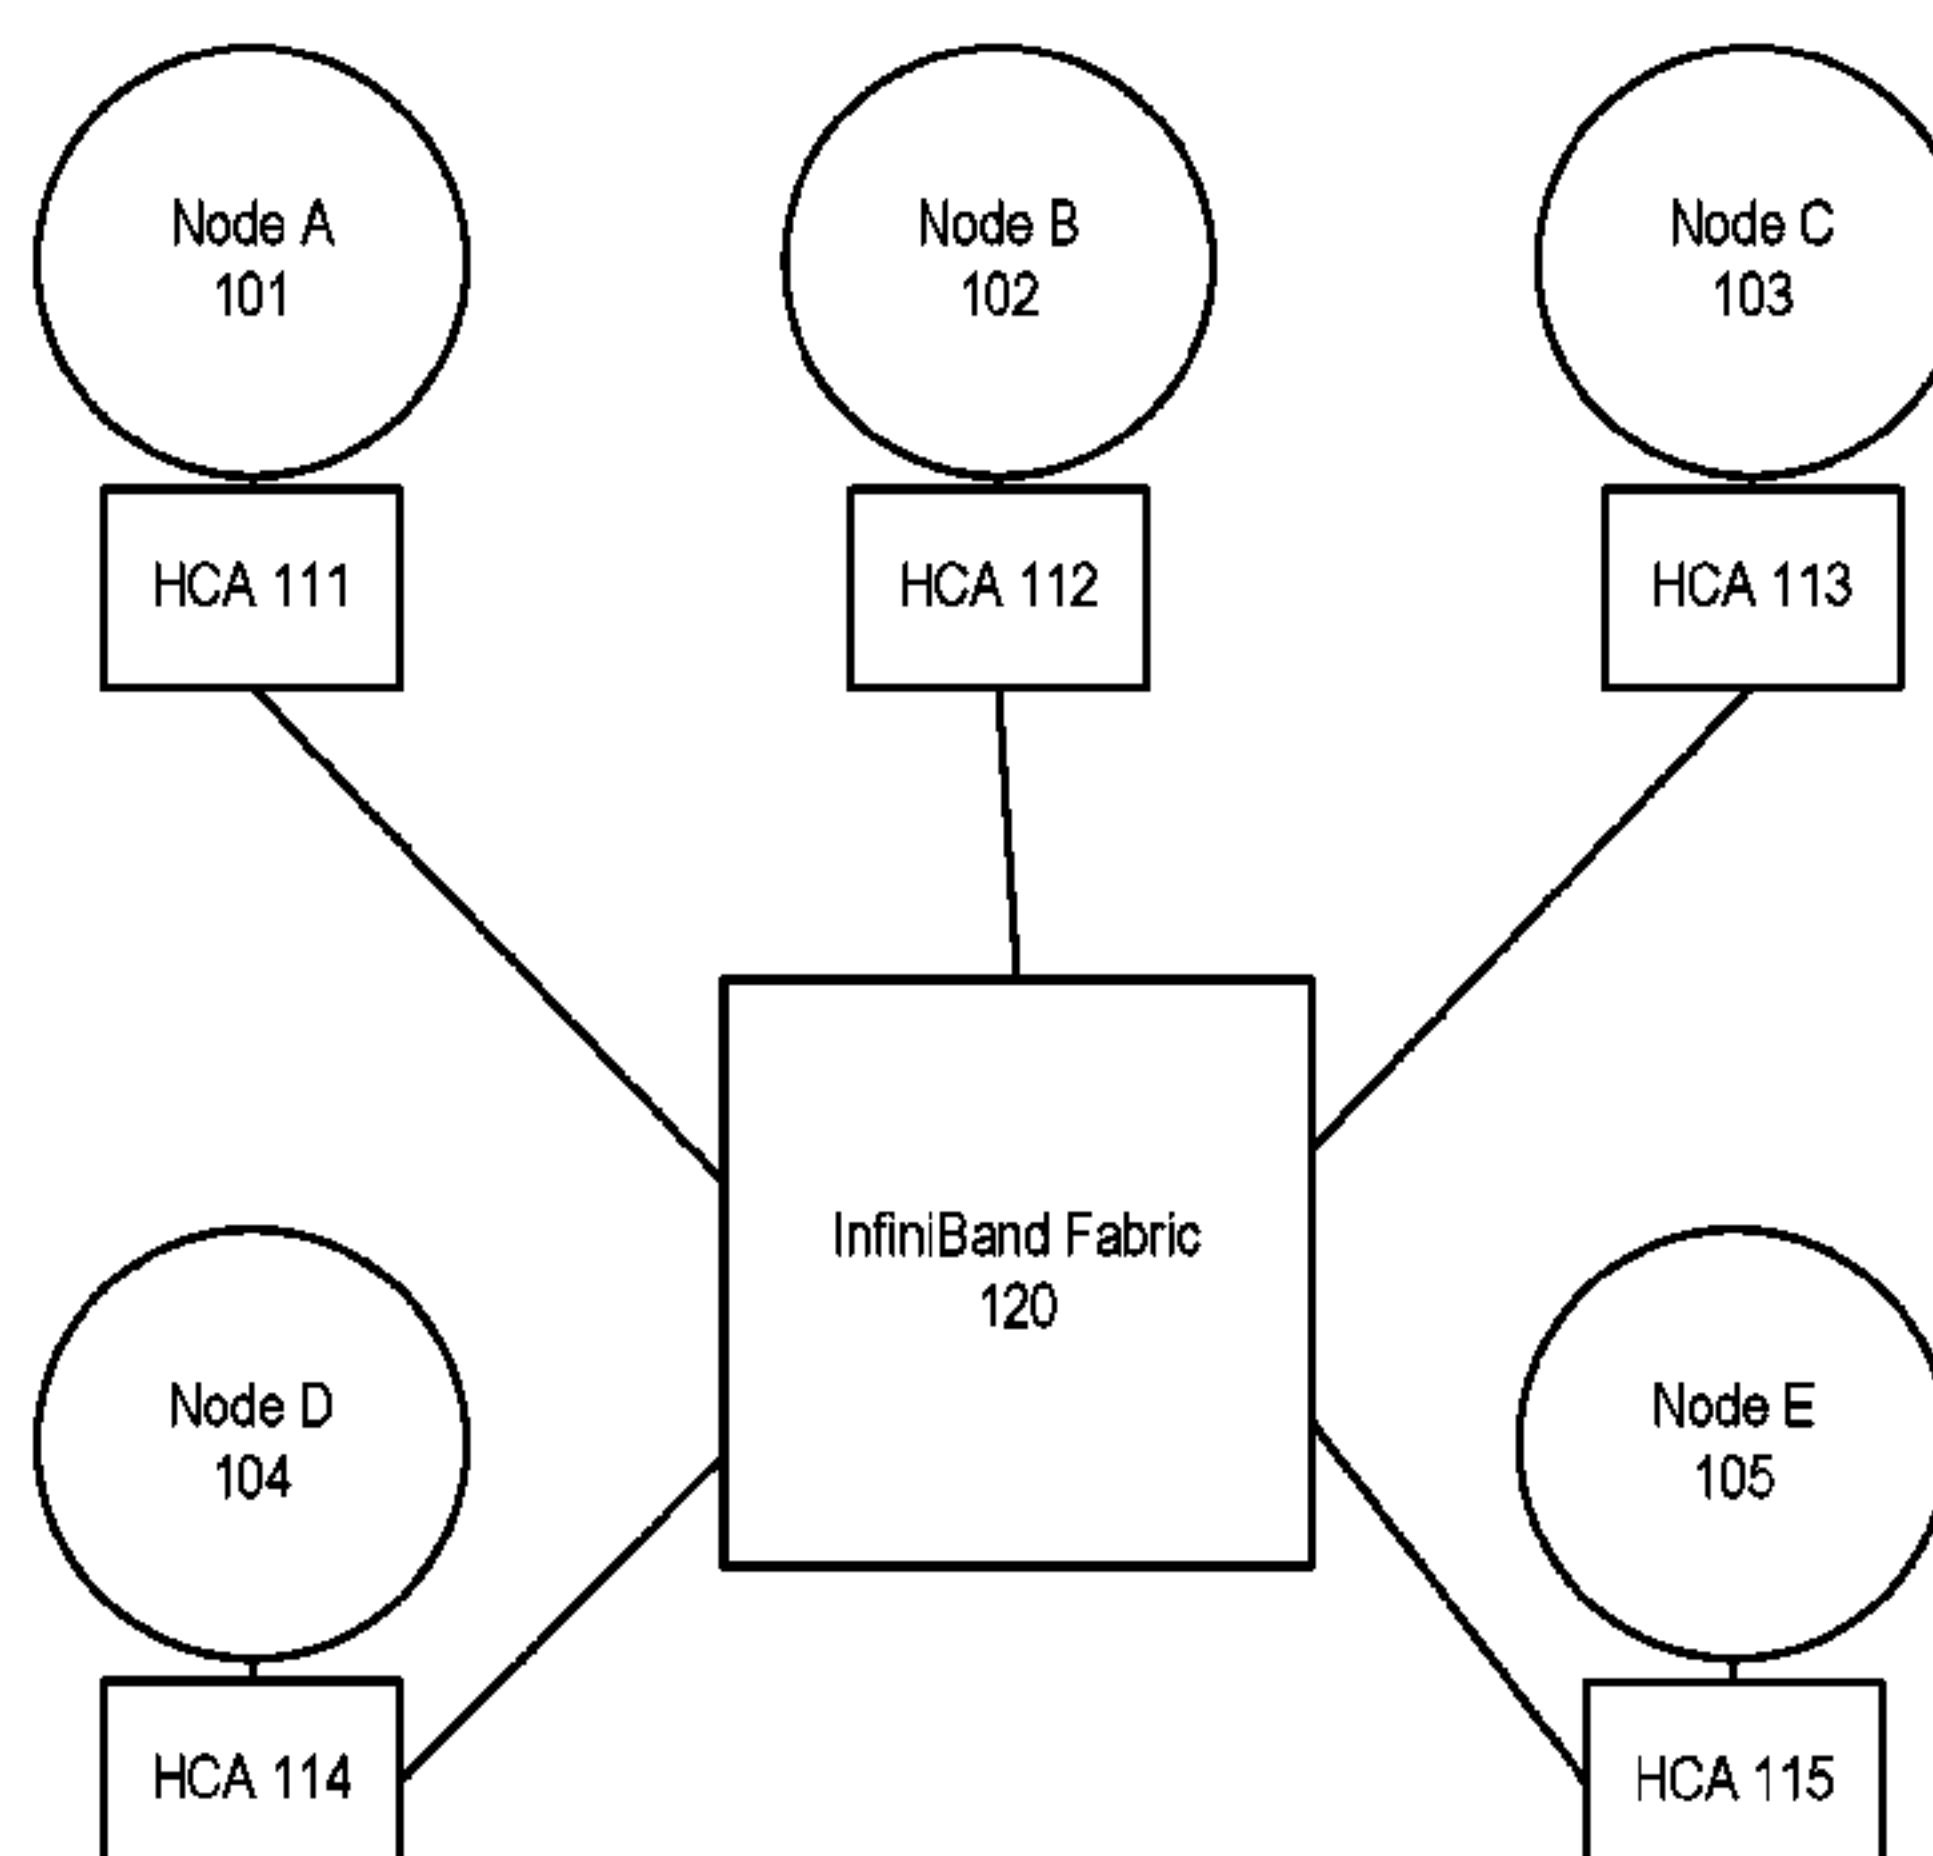 Node A
101
Node B
102
Node C
103
HCA 111
HCA 112
HCA 113
InfiniBand Fabric
120
Node D
104
Node E
105
HCA 114
HCA 115